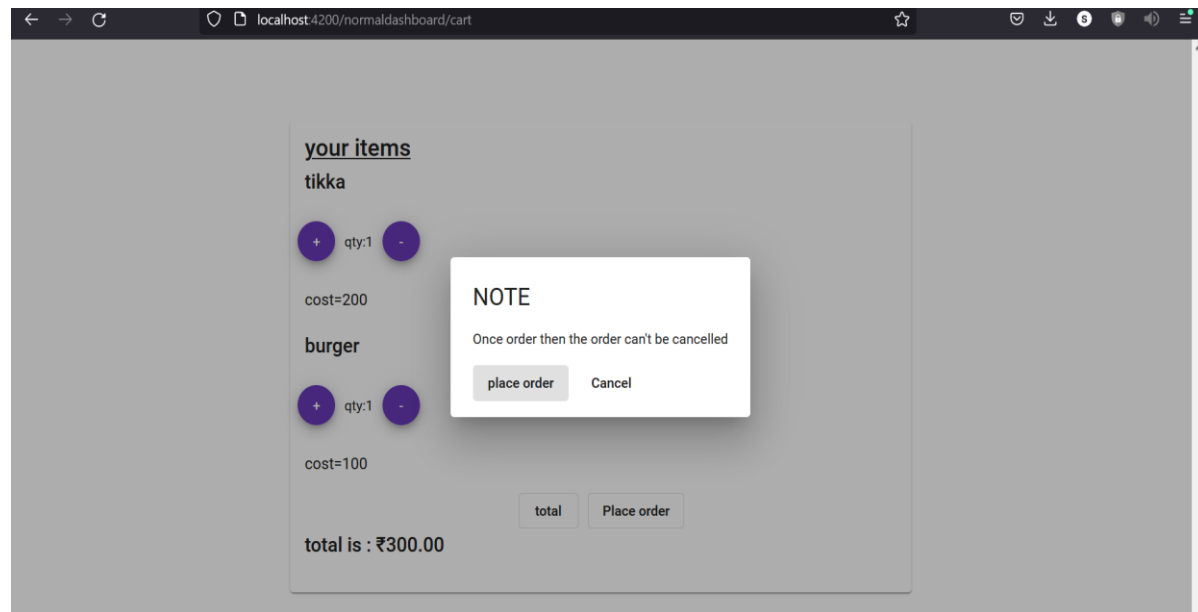 localhost:4200/normaldashboard/cart
S
your items
tikka
+ qty:1 -
cost=200
burger
+ qty:1 -
cost=100
total Place order
total is : ₹300.00
NOTE
Once order then the order can't be cancelled
place order Cancel